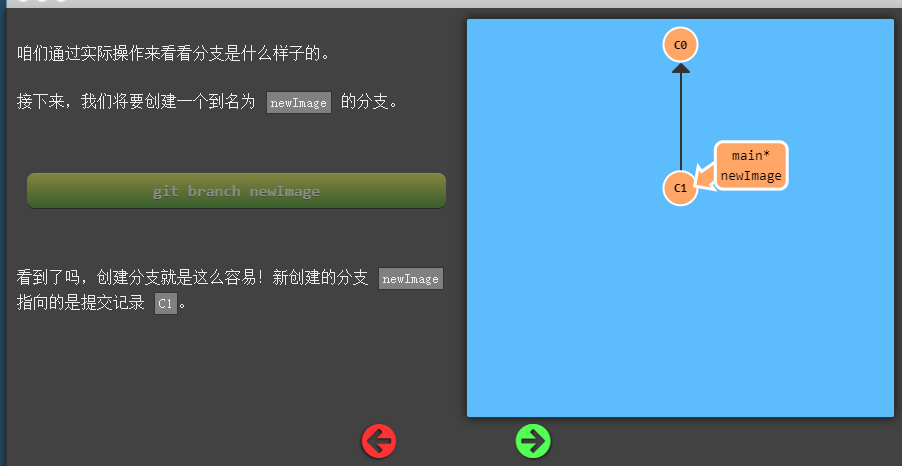 咱们通过实际操作来看看分支是什么样子的。
接下来，我们将要创建一个到名为 newImage 的分支。
git branch newImage
看到了吗，创建分支就是这么容易！新创建的分支 newImage
指向的是提交记录 C1。
C0
main*
newImage
C1